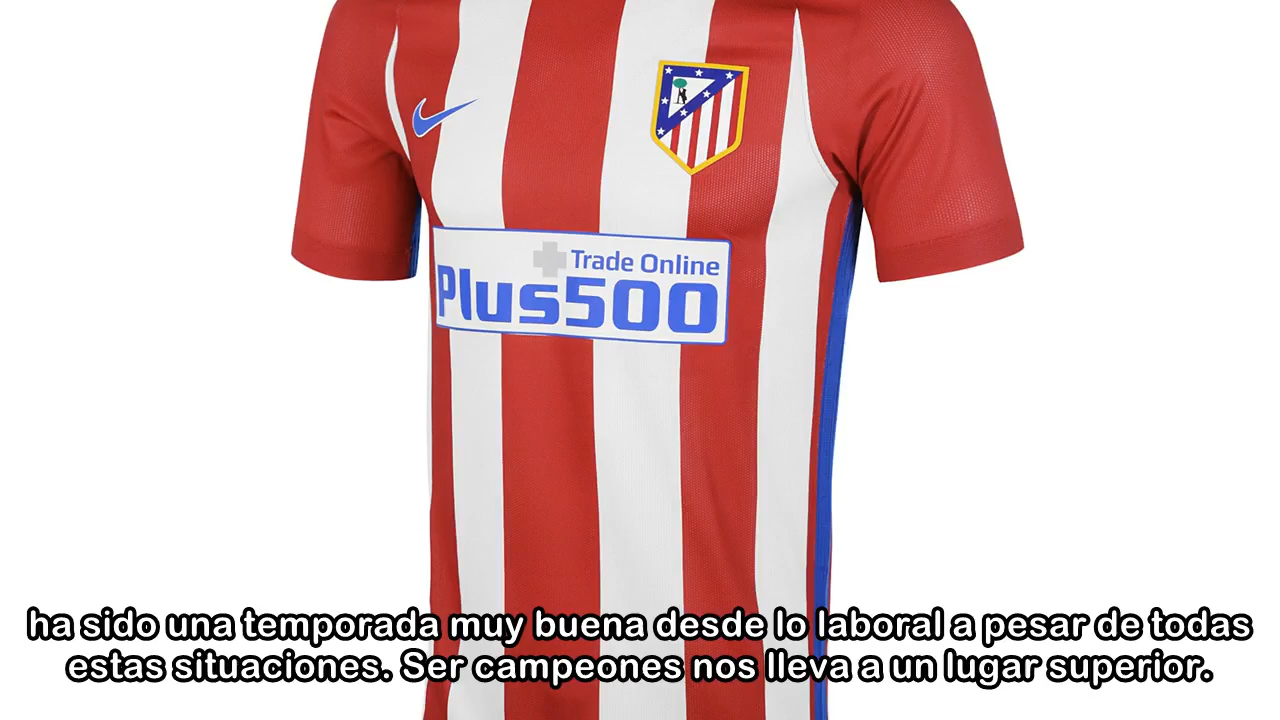 Trade Online
Plus500
ha sido una temporada muy buena desde lo laboral a pesar de todas
estas situaciones. Ser campeones nos lleva a un lugar superior.